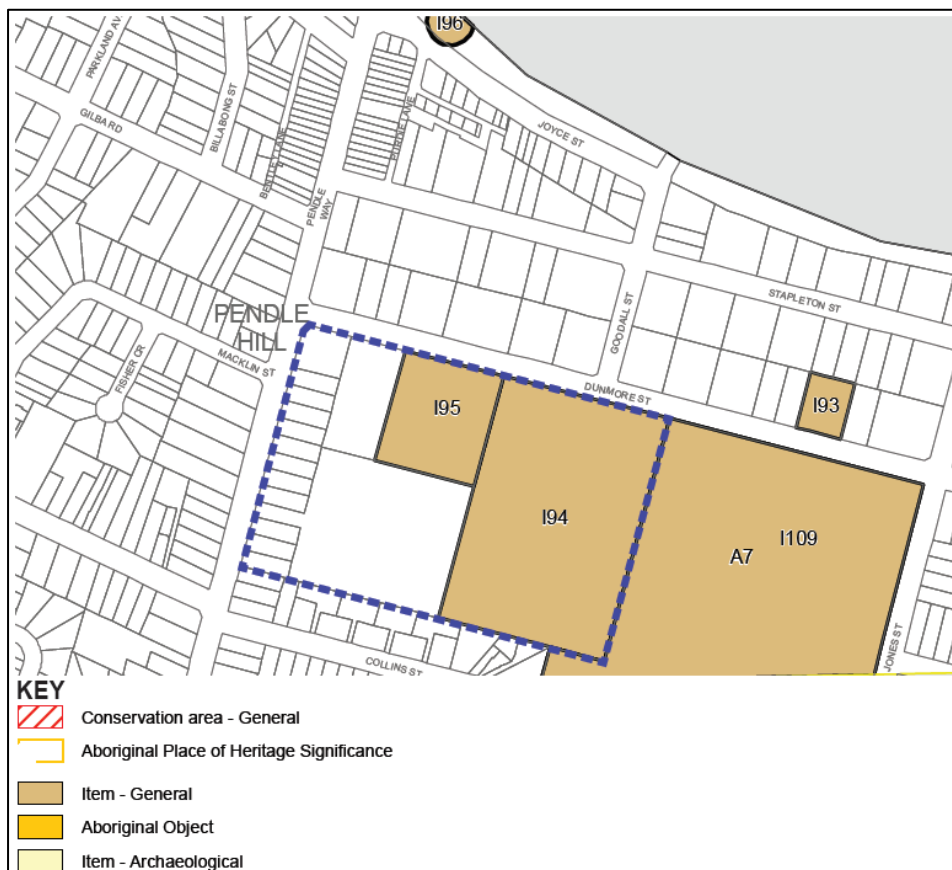 I96
PARKLAND AV
GILBARD
BILLABONG ST
BENTLEY LANE
PURDIE LANE
JOYCE ST
PENDLE
WAY
STAPLETON ST
GOODALL ST
PENDLE
HILL
MACKLIN ST
FISHER CR
DUNMORE ST
I95
I93
I94
I109
A7
COLLINS ST
JONES ST
KEY
Conservation area - General
Aboriginal Place of Heritage Significance
Item - General
Aboriginal Object
Item - Archaeological